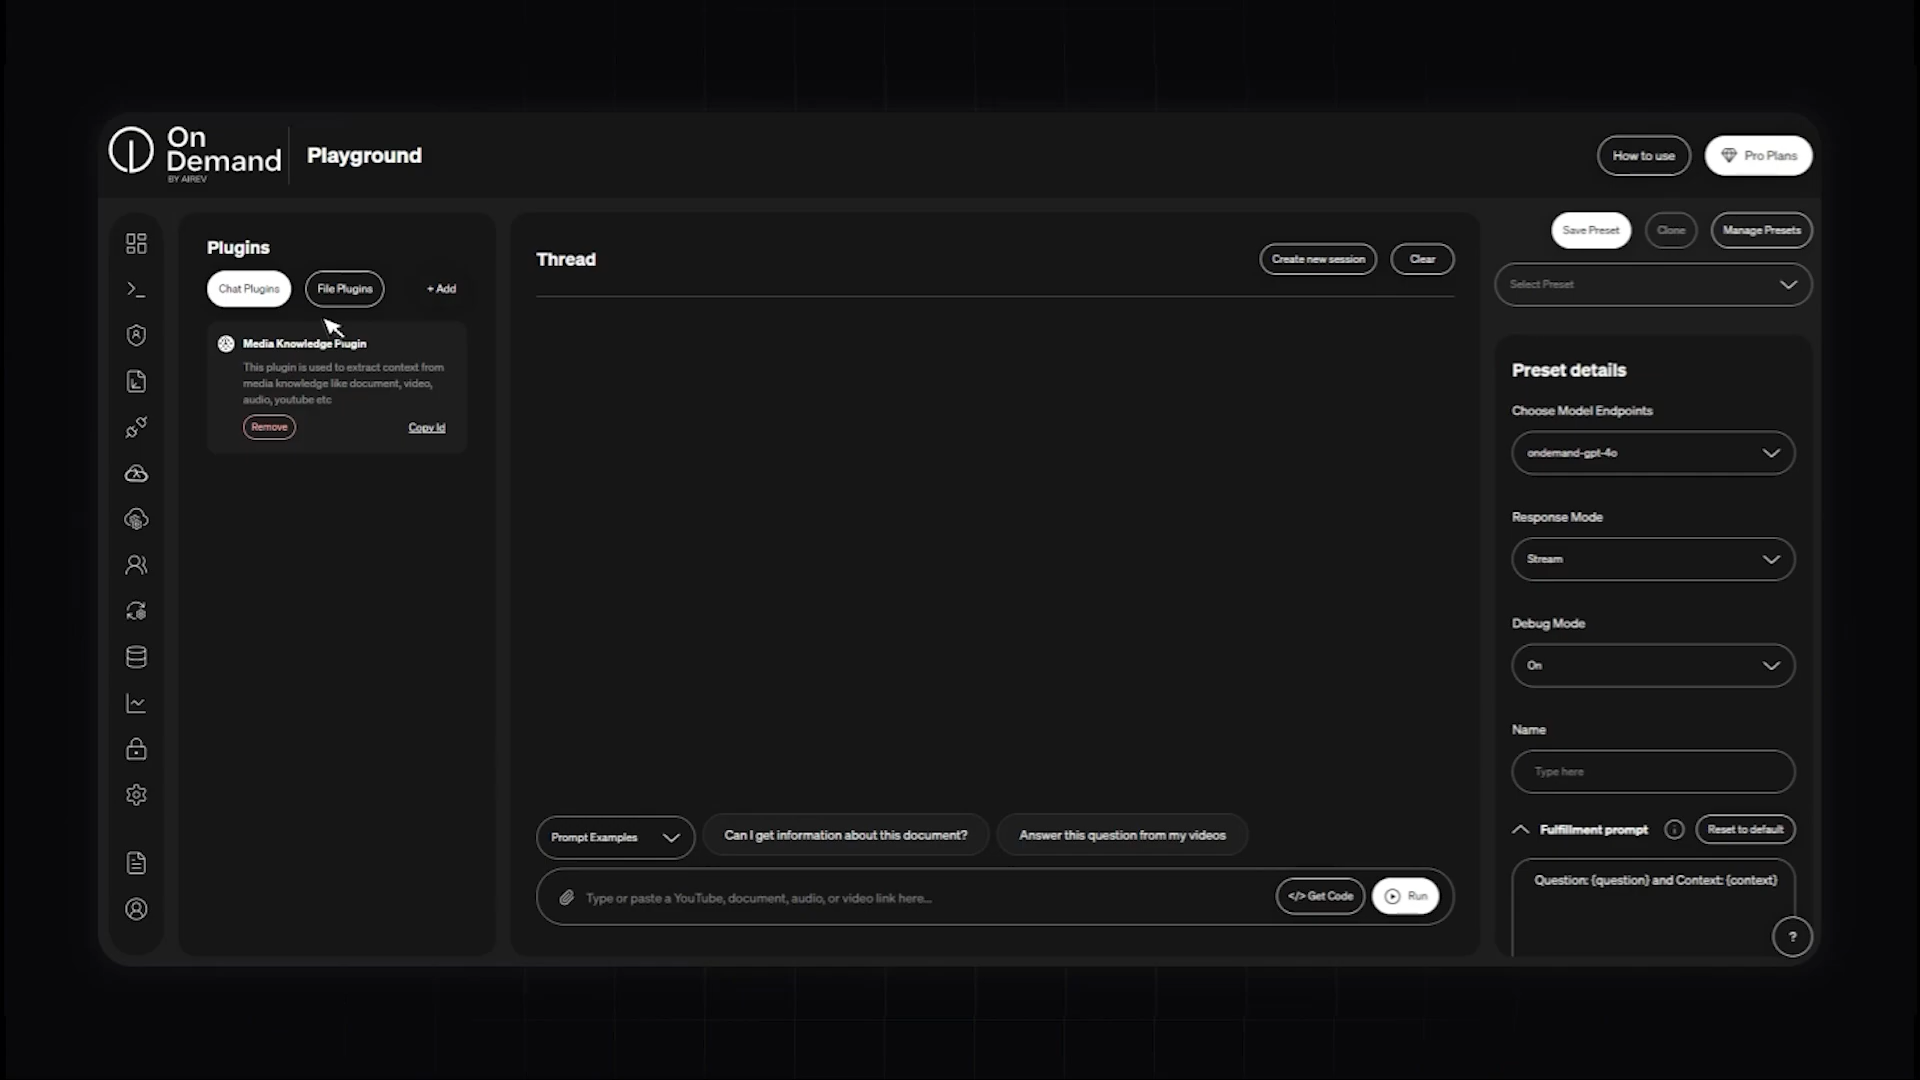 On
Demand
BY AIREV
Playground
How to use
Pro Plans
Plugins
Chat Plugins
File Plugins
+ Add
Media Knowledge Plugin
This plugin is used to extract context from
media knowledge like document, video,
audio, youtube etc
Remove
Copy Id
Thread
Create new session
Clear
Prompt Examples
Can I get information about this document?
Answer this question from my videos
Type or paste a YouTube, document, audio, or video link here...
</> Get Code
Run
Save Preset
Clone
Manage Presets
Select Preset
Preset details
Choose Model Endpoints
ondemand-gpt-4o
Response Mode
Stream
Debug Mode
On
Name
Type here
Fulfillment prompt
Reset to default
Question: {question} and Context: {context}
?